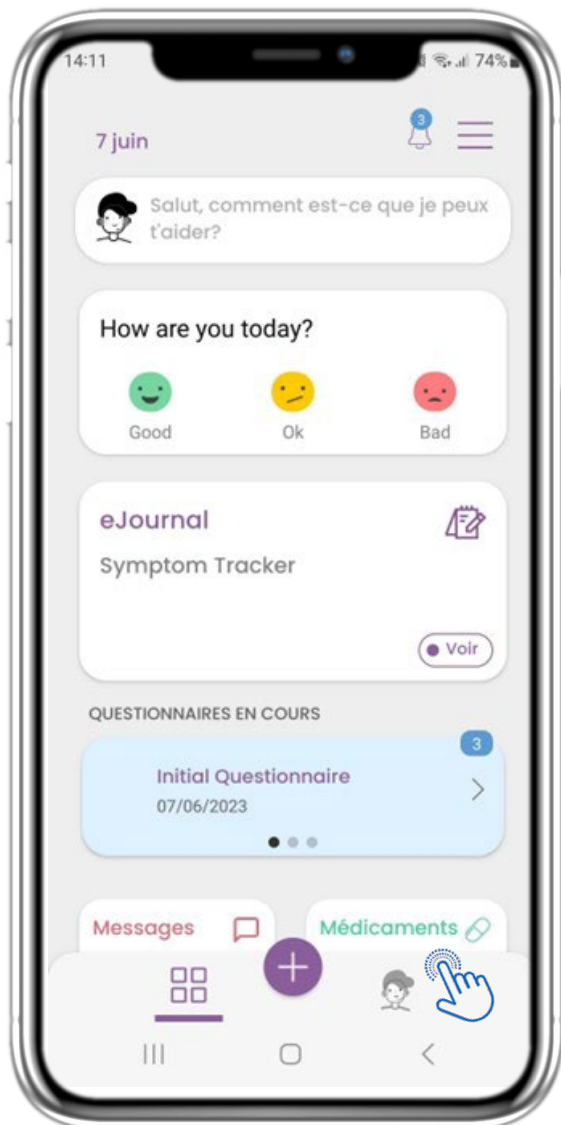 14:11
74%
7 juin
3
Salut, comment est-ce que je peux
t'aider?
How are you today?
Good
Ok
Bad
eJournal
Symptom Tracker
Voir
QUESTIONNAIRES EN COURS
3
Initial Questionnaire
07/06/2023
Messages
Médicaments